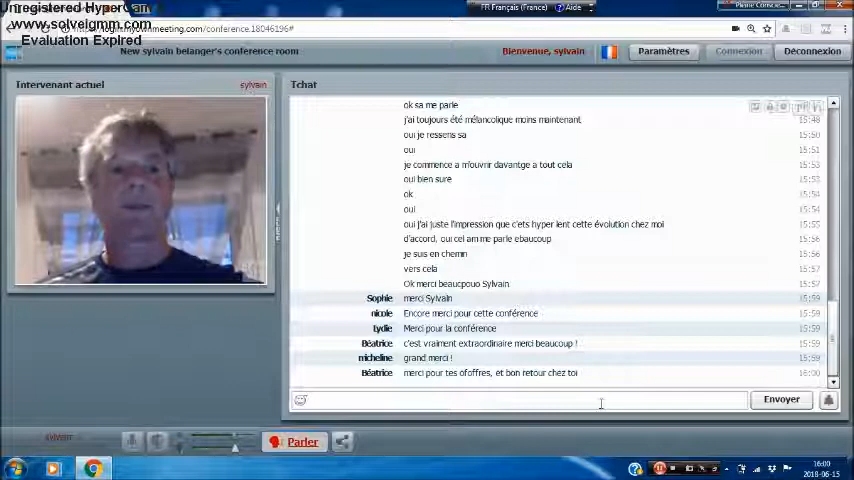 Unregistered HyperCam
www.solveigmm.com
Evaluation Expired
FR Français (France)
? Aide
New sylvain belanger's conference room
Bienvenue, sylvain
Paramètres
Connexion
Déconnexion
Intervenant actuel
sylvain
Tchat
ok sa me parle
j'ai toujours été mélancolique moins maintenant 15:48
oui je ressens sa 15:50
oui 15:51
je commence a m'ouvrir davantge a tout cela 15:53
oui bien sure 15:53
ok 15:54
oui 15:54
oui j'ai juste l'impression que c'ets hyper lent cette évolution chez moi 15:55
d'accord, oui cel am me parle ebaucoup 15:56
je suis en chemn 15:56
vers cela 15:57
Ok merci beaucpouo Sylvain 15:57
Sophie merci Sylvain 15:59
nicole Encore merci pour cette conférence 15:59
Lydie Merci pour la conférence 15:59
Béatrice c'est vraiment extraordinaire merci beaucoup ! 15:59
micheline grand merci ! 15:59
Béatrice merci pour tes ofoffres, et bon retour chez toi 16:00
Envoyer
sylvain
Parler
16:00
2018-06-15